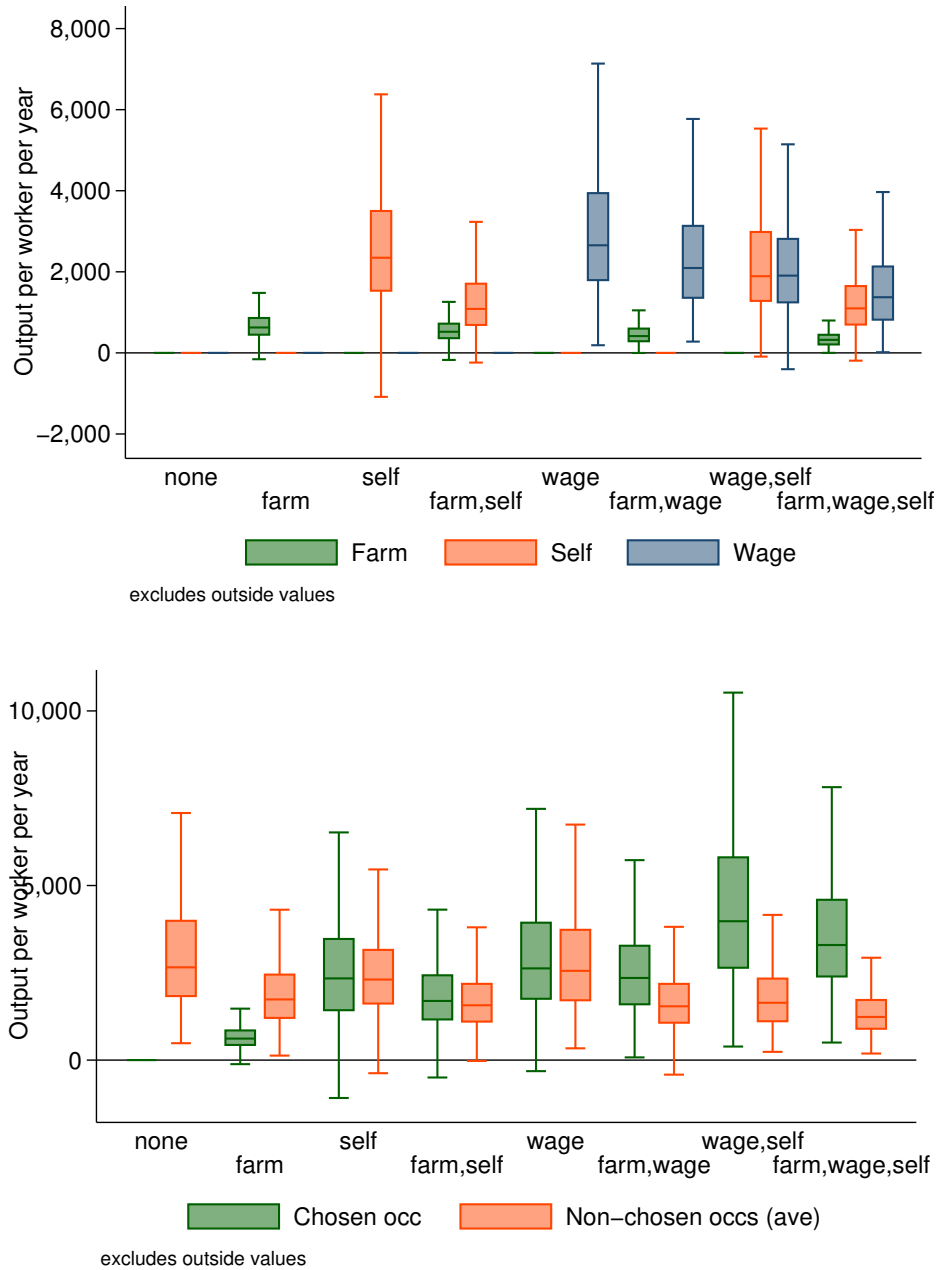 Output per worker per year
8,000
6,000
4,000
2,000
0
−2,000
none
self
wage
wage,self
farm
farm,self
farm,wage
farm,wage,self
Farm
Self
Wage
excludes outside values
Output per worker per year
10,000
5,000
0
none
self
wage
wage,self
farm
farm,self
farm,wage
farm,wage,self
Chosen occ
Non−chosen occs (ave)
excludes outside values